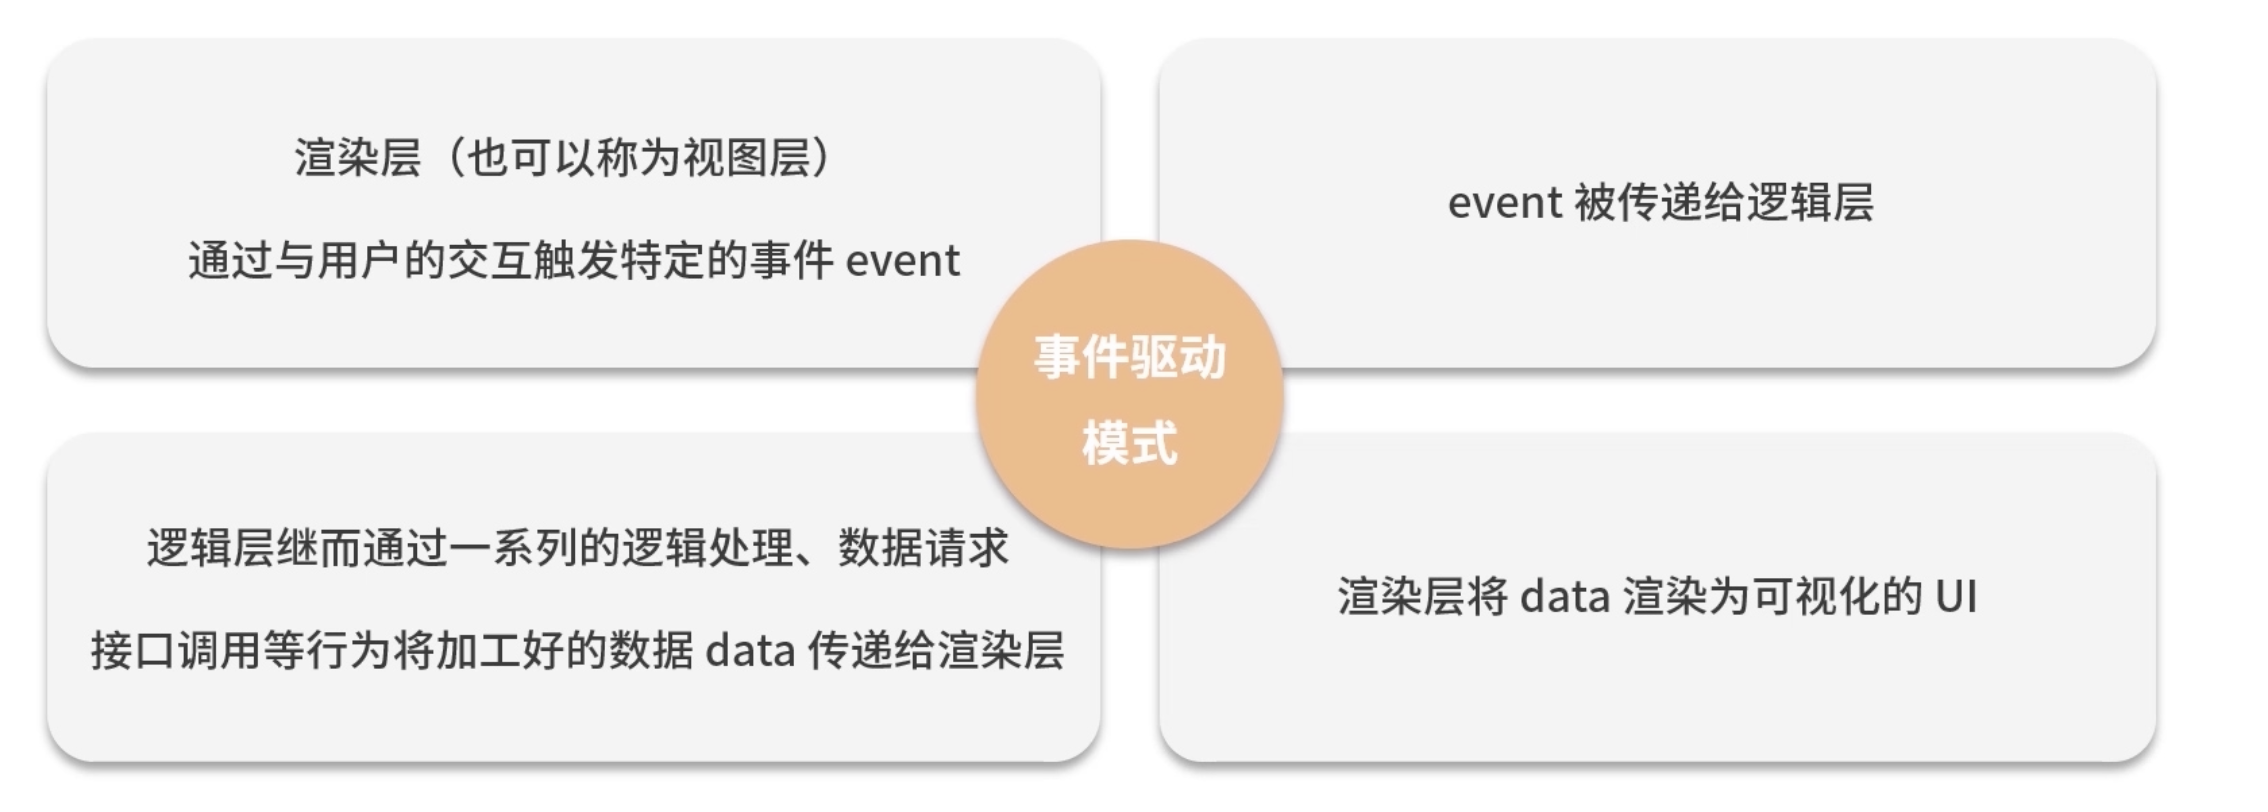 渲染层（也可以称为视图层）
通过与用户的交互触发特定的事件 event
event 被传递给逻辑层
事件驱动
模式
逻辑层继而通过一系列的逻辑处理、数据请求
接口调用等行为将加工好的数据 data 传递给渲染层
渲染层将 data 渲染为可视化的 UI